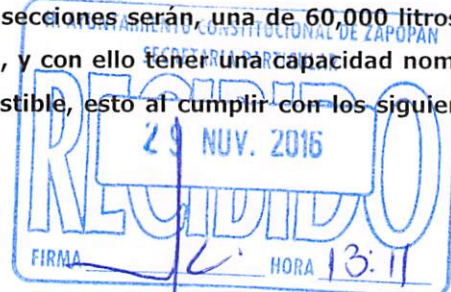 secciones serán, una de 60,000 litros
AYUNTAMIENTO CONSTITUCIONAL DE ZAPOPAN
, y con ello tener una capacidad nom
SECRETARIA PARTICULAR
stible, esto al cumplir con los siguien
29 NUV. 2016
RECIBIDO
FIRMA HORA 13:11